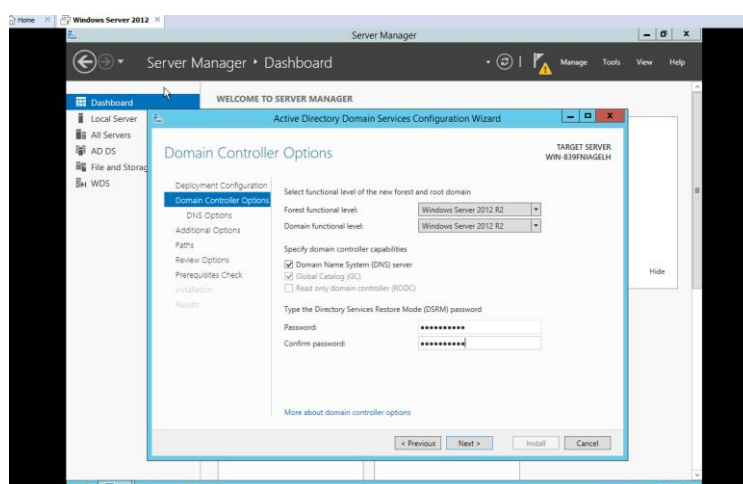 Home
Windows Server 2012
Server Manager
Server Manager • Dashboard
Manage Tools View Help
Dashboard
Local Server
All Servers
AD DS
File and Storag
WDS
WELCOME TO SERVER MANAGER
Hide
Active Directory Domain Services Configuration Wizard
Domain Controller Options
TARGET SERVER
WIN-839FNIAGELH
Deployment Configuration
Domain Controller Options
DNS Options
Additional Options
Paths
Review Options
Prerequisites Check
Installation
Results
Select functional level of the new forest and root domain
Forest functional level: Windows Server 2012 R2
Domain functional level: Windows Server 2012 R2
Specify domain controller capabilities
Domain Name System (DNS) server
Global Catalog (GC)
Read only domain controller (RODC)
Type the Directory Services Restore Mode (DSRM) password
Password: ••••••••••
Confirm password: ••••••••••
More about domain controller options
< Previous Next > Install Cancel